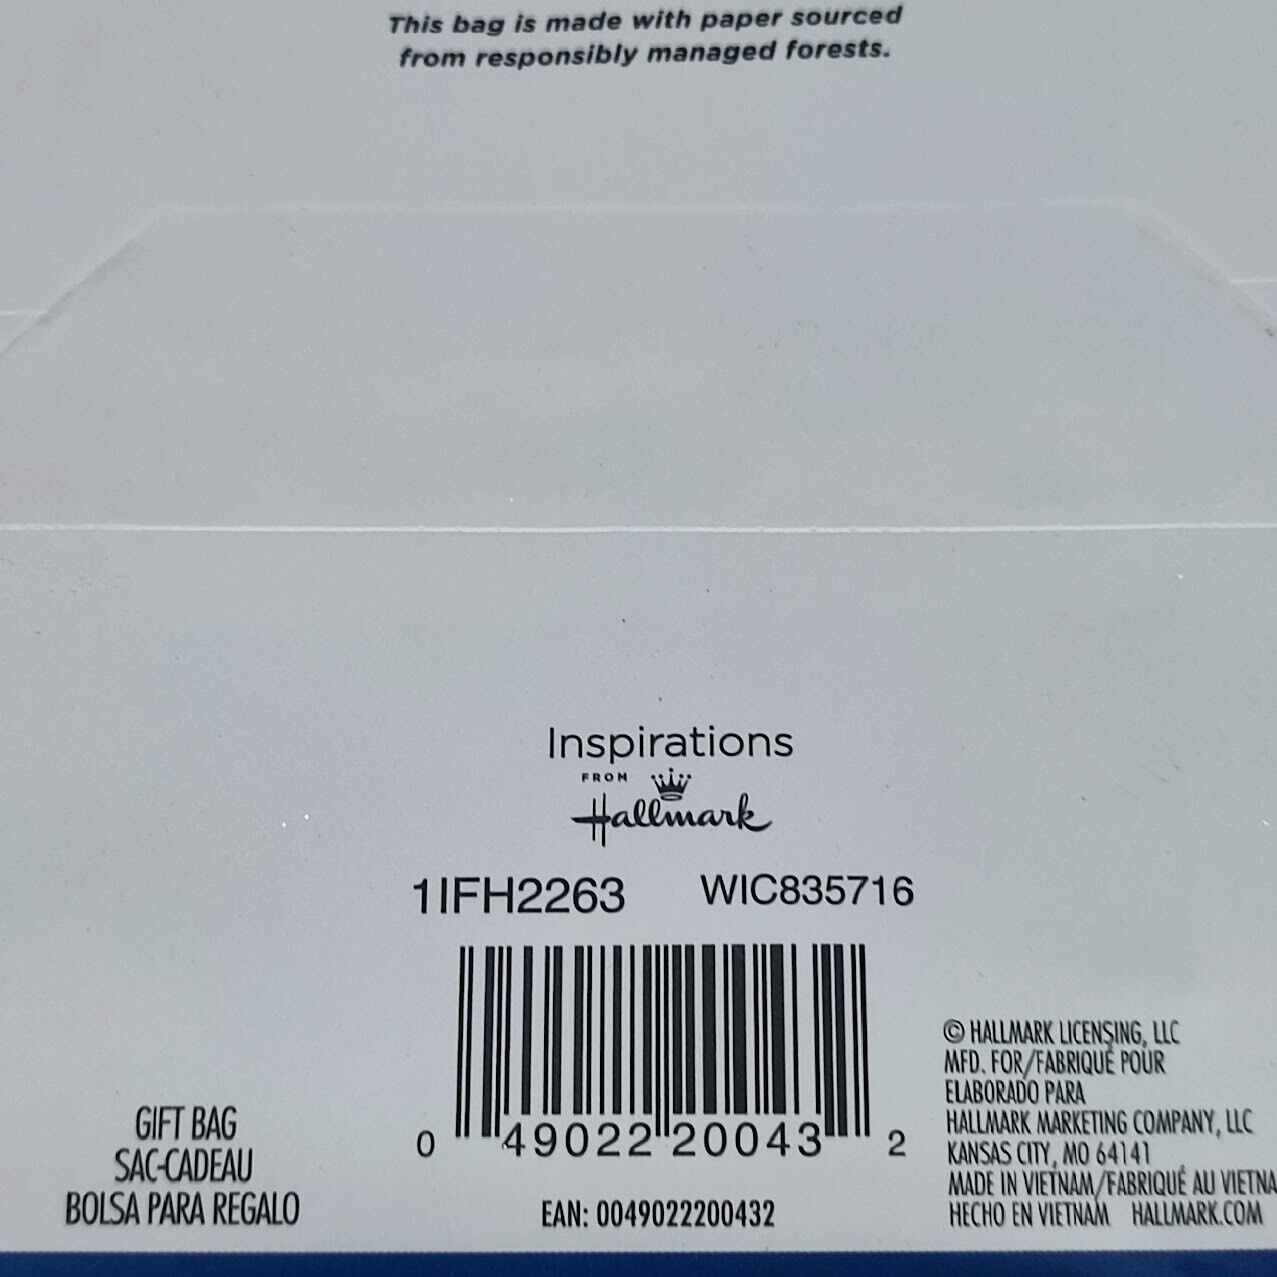 This bag is made with paper sourced
from responsibly managed forests.
Inspirations
FROM
Hallmark
1IFH2263 WIC835716
0 49022 20043 2
EAN: 0049022200432
GIFT BAG
SAC-CADEAU
BOLSA PARA REGALO
© HALLMARK LICENSING, LLC
MFD. FOR/FABRIQUÉ POUR
ELABORADO PARA
HALLMARK MARKETING COMPANY, LLC
KANSAS CITY, MO 64141
MADE IN VIETNAM/FABRIQUÉ AU VIETNA
HECHO EN VIETNAM HALLMARK.COM